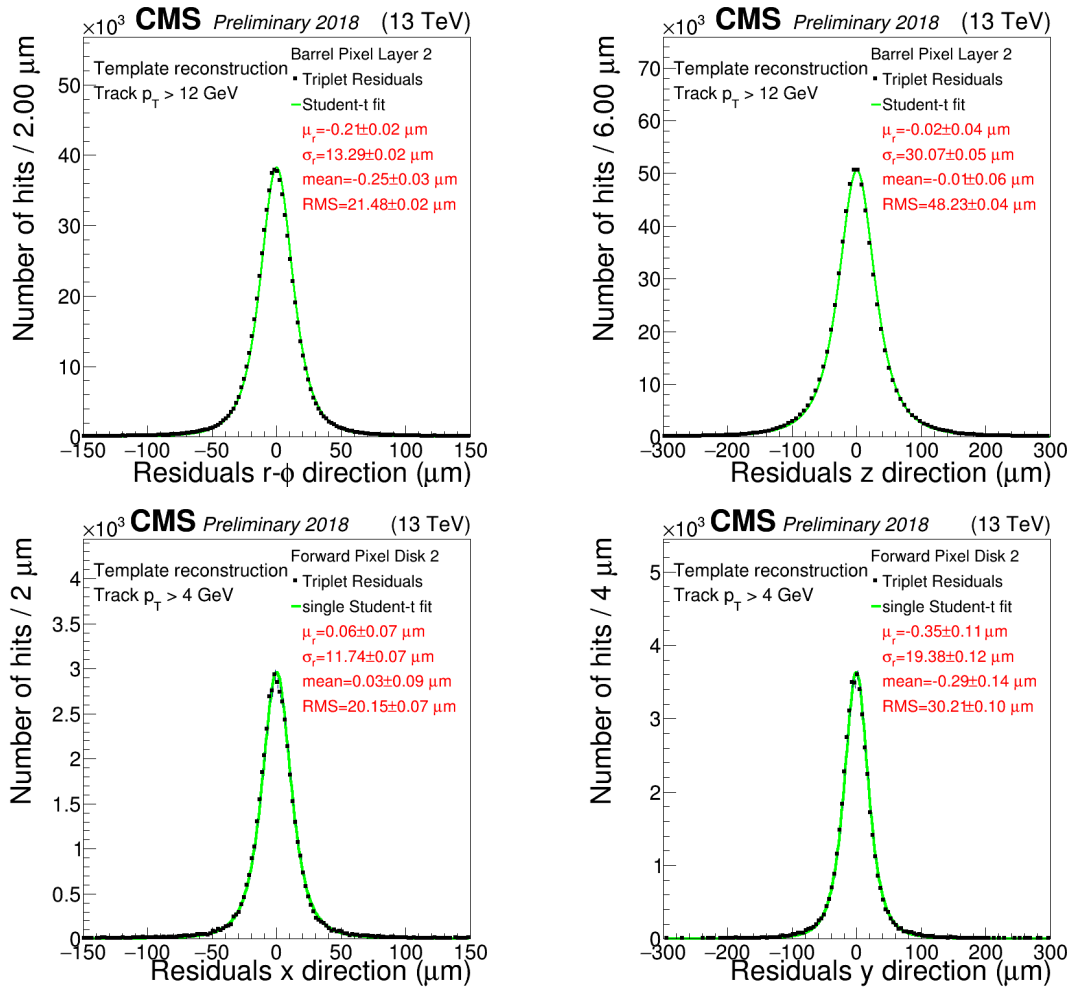 ×10³ CMS Preliminary 2018 (13 TeV)
Number of hits / 2.00 μm
Template reconstruction
Track p_T > 12 GeV
Barrel Pixel Layer 2
Triplet Residuals
Student-t fit
μ_r=-0.21±0.02 μm
σ_r=13.29±0.02 μm
mean=-0.25±0.03 μm
RMS=21.48±0.02 μm
50
40
30
20
10
0
−150 −100 −50 0 50 100 150
Residuals r-ϕ direction (μm)
×10³ CMS Preliminary 2018 (13 TeV)
Number of hits / 6.00 μm
Template reconstruction
Track p_T > 12 GeV
Barrel Pixel Layer 2
Triplet Residuals
Student-t fit
μ_r=-0.02±0.04 μm
σ_r=30.07±0.05 μm
mean=-0.01±0.06 μm
RMS=48.23±0.04 μm
70
60
50
40
30
20
10
0
−300 −200 −100 0 100 200 300
Residuals z direction (μm)
×10³ CMS Preliminary 2018 (13 TeV)
Number of hits / 2 μm
Template reconstruction
Track p_T > 4 GeV
Forward Pixel Disk 2
Triplet Residuals
single Student-t fit
μ_r=0.06±0.07 μm
σ_r=11.74±0.07 μm
mean=0.03±0.09 μm
RMS=20.15±0.07 μm
4
3.5
3
2.5
2
1.5
1
0.5
0
−150 −100 −50 0 50 100 150
Residuals x direction (μm)
×10³ CMS Preliminary 2018 (13 TeV)
Number of hits / 4 μm
Template reconstruction
Track p_T > 4 GeV
Forward Pixel Disk 2
Triplet Residuals
single Student-t fit
μ_r=-0.35±0.11 μm
σ_r=19.38±0.12 μm
mean=-0.29±0.14 μm
RMS=30.21±0.10 μm
5
4
3
2
1
0
−300 −200 −100 0 100 200 300
Residuals y direction (μm)